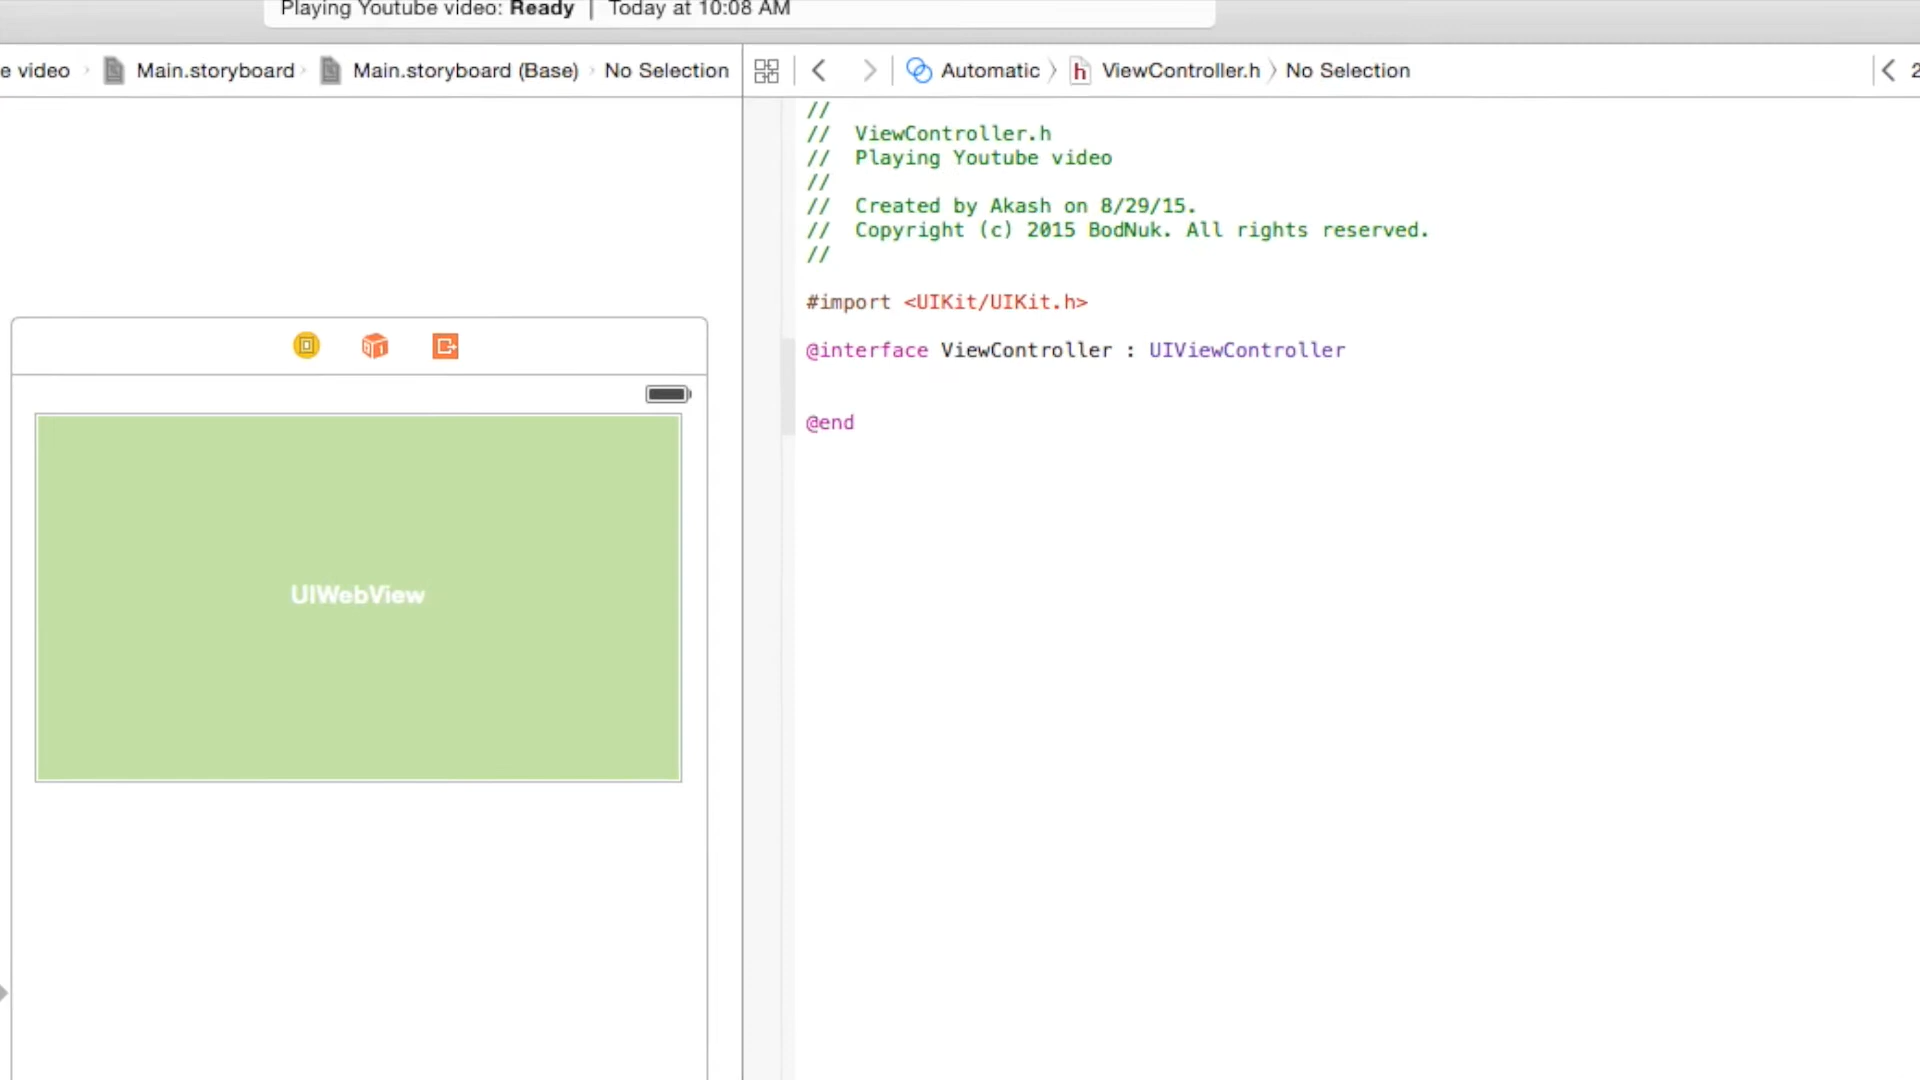 Playing Youtube video: Ready | Today at 10:08 AM
e video › Main.storyboard › Main.storyboard (Base) › No Selection
Automatic 〉 h ViewController.h 〉 No Selection
2
//
// ViewController.h
// Playing Youtube video
//
// Created by Akash on 8/29/15.
// Copyright (c) 2015 BodNuk. All rights reserved.
//
#import <UIKit/UIKit.h>
@interface ViewController : UIViewController
@end
UIWebView